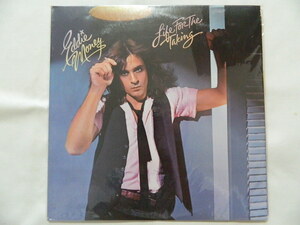 Eddie
Money
Life For The
Taking